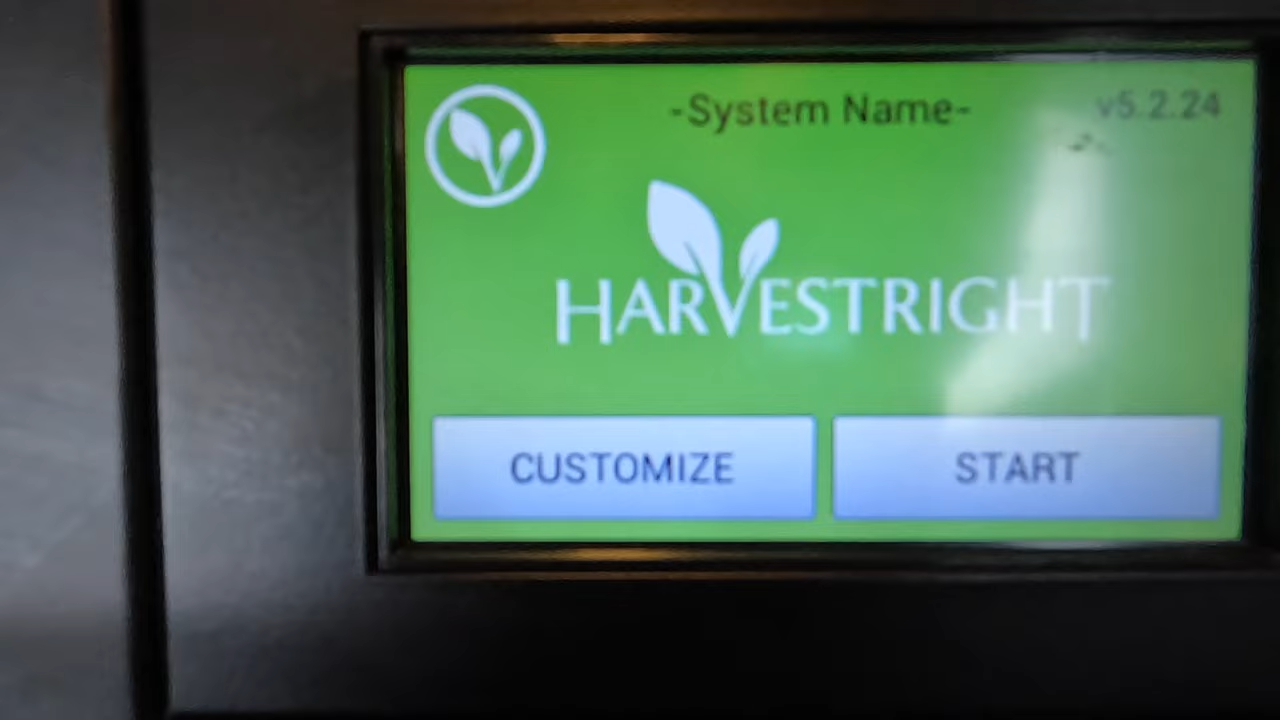 -System Name-
v5.2.24
HARVESTRIGHT
CUSTOMIZE
START